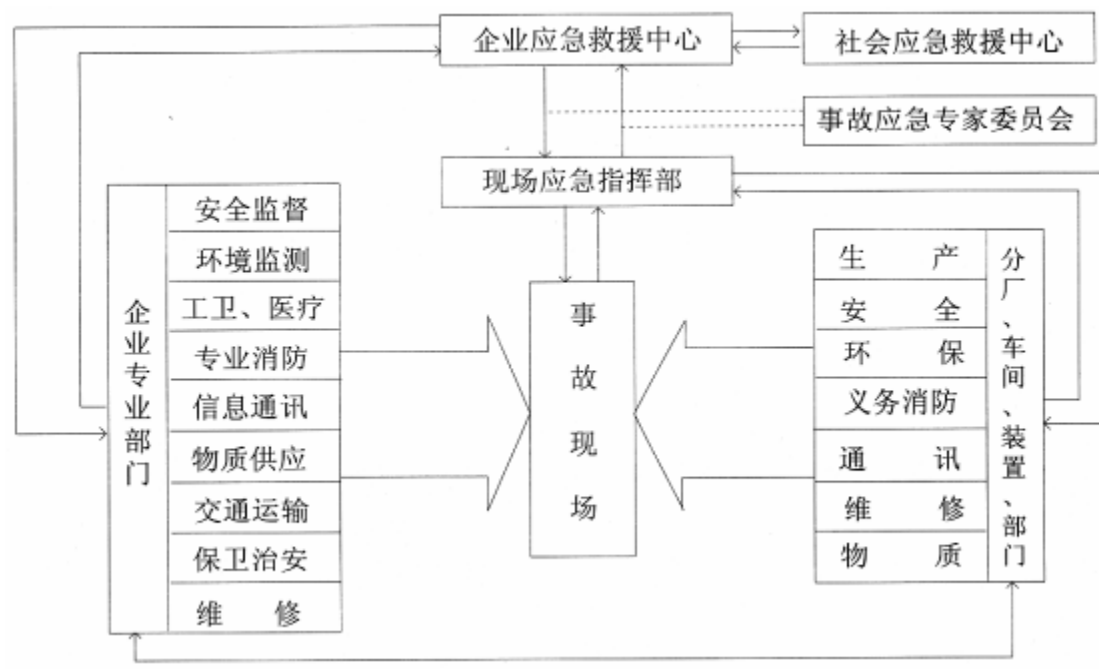 企业应急救援中心
社会应急救援中心
事故应急专家委员会
现场应急指挥部
企业专业部门
安全监督
环境监测
工卫、医疗
专业消防
信息通讯
物质供应
交通运输
保卫治安
维 修
事故现场
生 产
安 全
环 保
义务消防
通 讯
维 修
物 质
分厂、车间、装置、部门